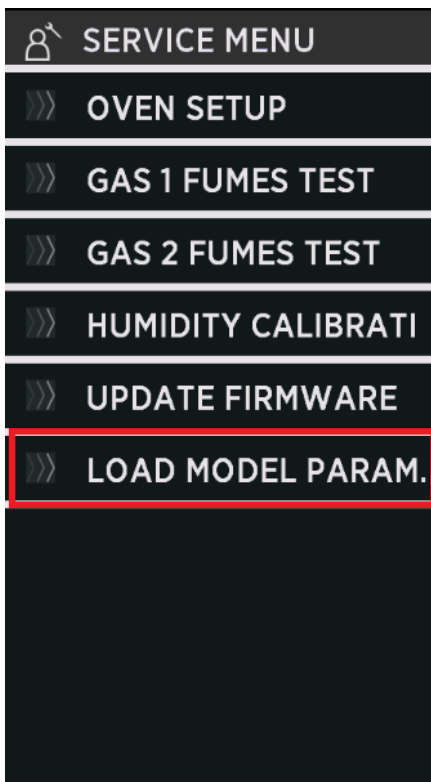 SERVICE MENU
OVEN SETUP
GAS 1 FUMES TEST
GAS 2 FUMES TEST
HUMIDITY CALIBRATI
UPDATE FIRMWARE
LOAD MODEL PARAM.